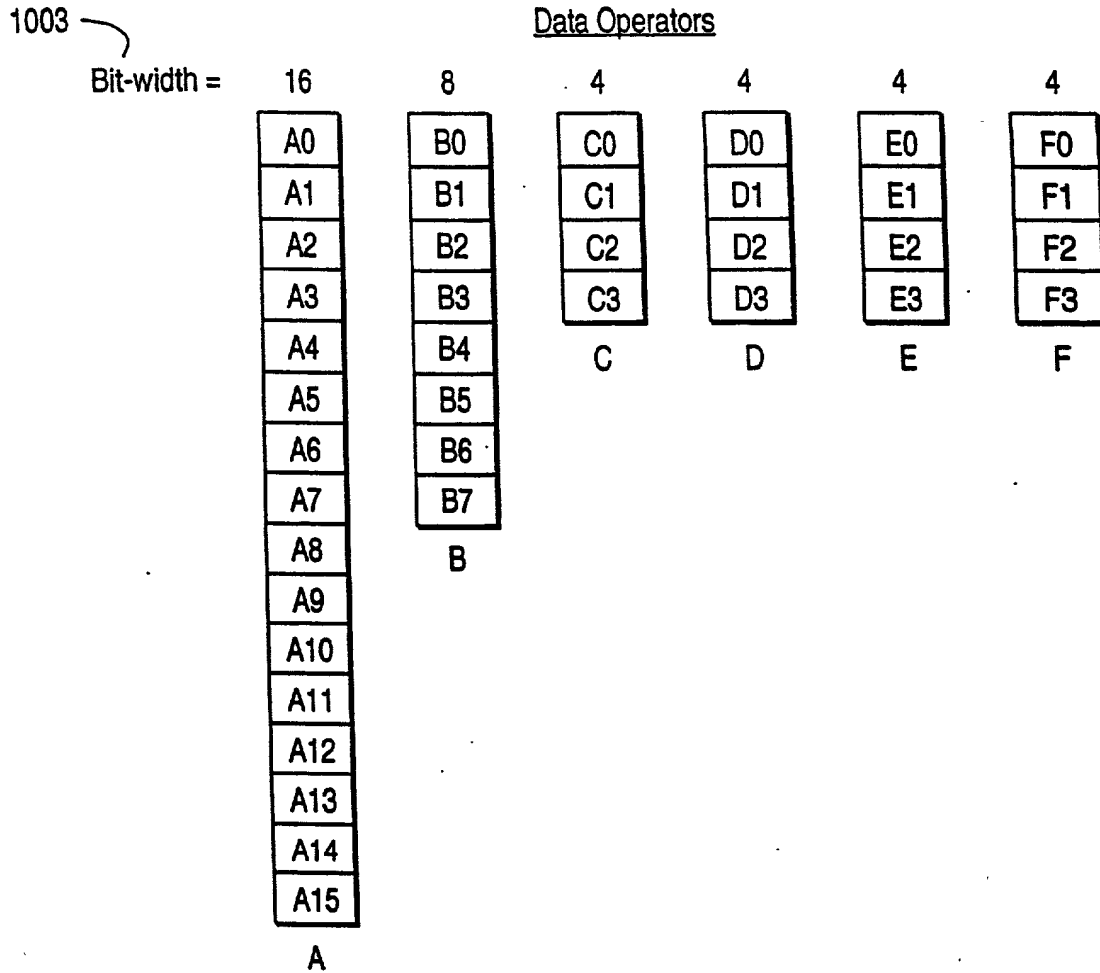 1003
Data Operators
Bit-width = 16 8 4 4 4 4
A0 B0 C0 D0 E0 F0
A1 B1 C1 D1 E1 F1
A2 B2 C2 D2 E2 F2
A3 B3 C3 D3 E3 F3
A4 B4 C D E F
A5 B5
A6 B6
A7 B7
A8 B
A9
A10
A11
A12
A13
A14
A15
A